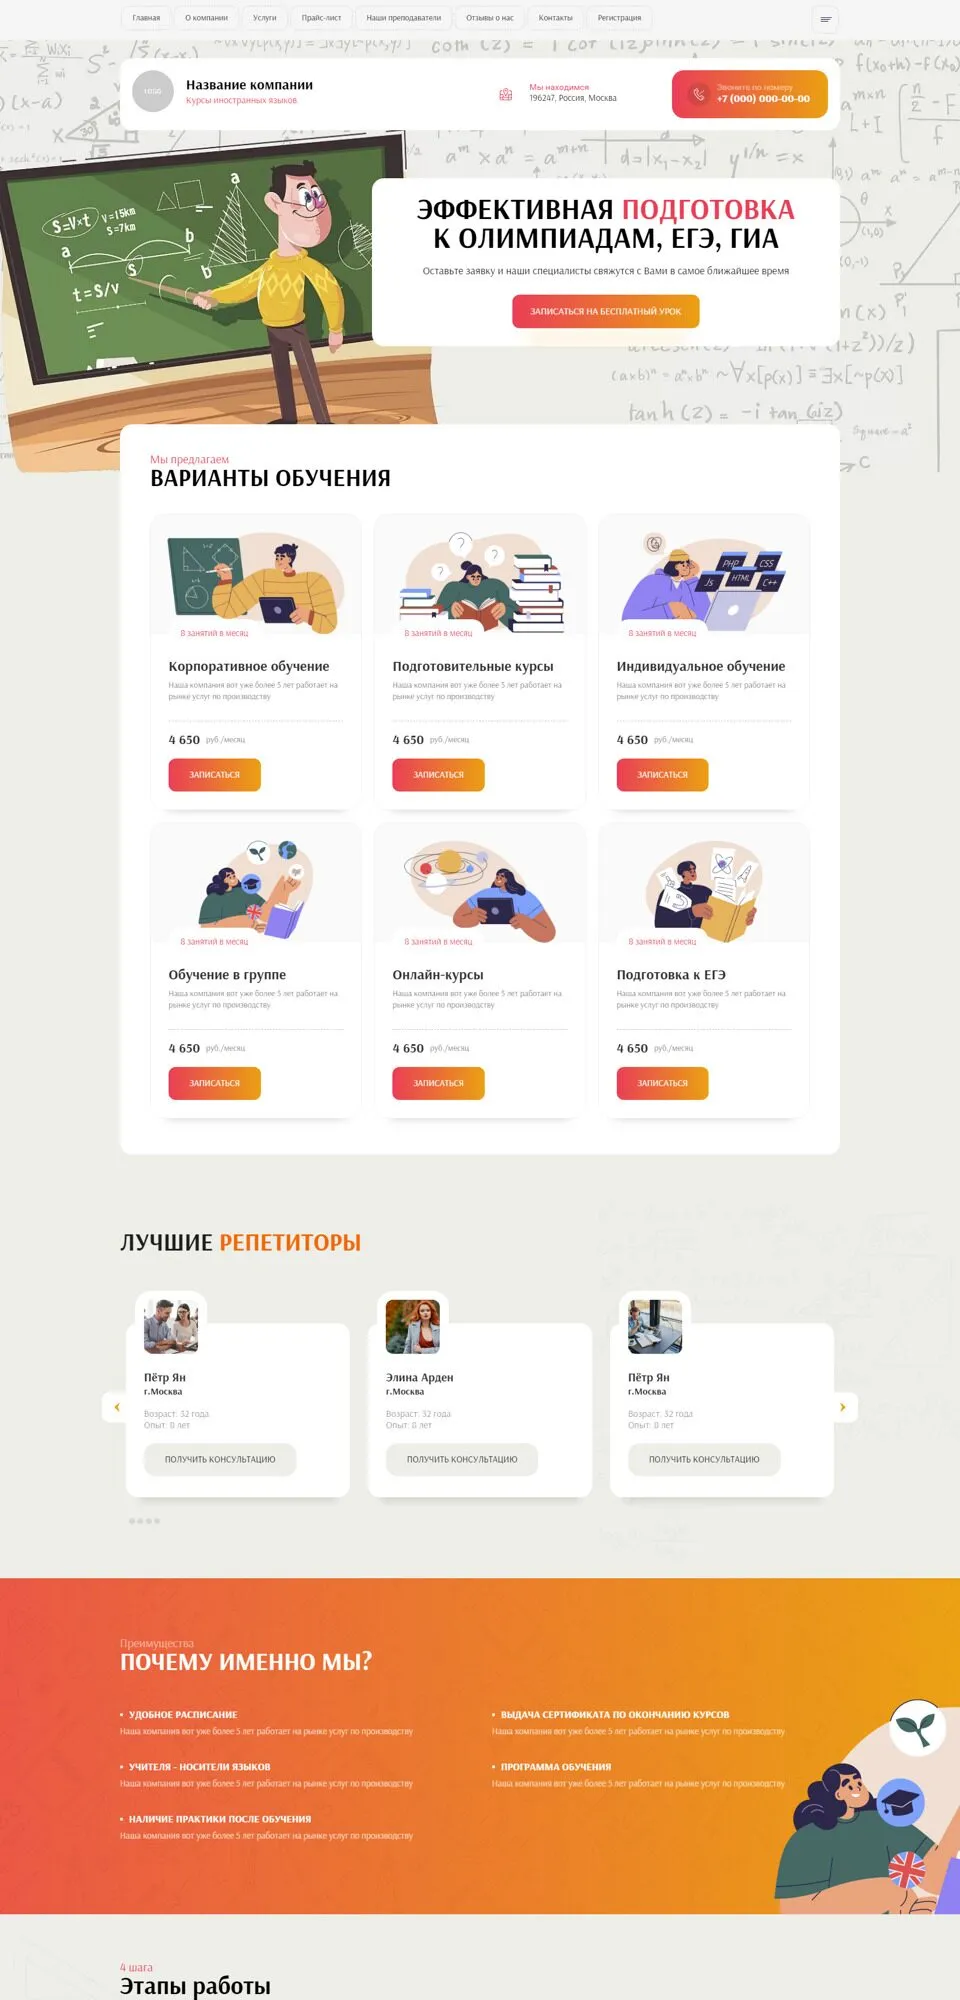 Главная
О компании
Услуги
Прайс-лист
Наши преподаватели
Отзывы о нас
Контакты
Регистрация
Название компании
Курсы иностранных языков
Мы находимся
196247, Россия, Москва
Звоните по номеру
+7 (000) 000-00-00
S=V×t
V=15km
S=7km
a
b
S
t=S/v
a
b
a
ЭФФЕКТИВНАЯ ПОДГОТОВКА
К ОЛИМПИАДАМ, ЕГЭ, ГИА
Оставьте заявку и наши специалисты свяжутся с Вами в самое ближайшее время
ЗАПИСАТЬСЯ НА БЕСПЛАТНЫЙ УРОК
Мы предлагаем
ВАРИАНТЫ ОБУЧЕНИЯ
8 занятий в месяц
Корпоративное обучение
Наша компания вот уже более 5 лет работает на
рынке услуг по производству
4 650 руб./месяц
ЗАПИСАТЬСЯ
8 занятий в месяц
Подготовительные курсы
Наша компания вот уже более 5 лет работает на
рынке услуг по производству
4 650 руб./месяц
ЗАПИСАТЬСЯ
PHP
CSS
Js
HTML
C++
8 занятий в месяц
Индивидуальное обучение
Наша компания вот уже более 5 лет работает на
рынке услуг по производству
4 650 руб./месяц
ЗАПИСАТЬСЯ
8 занятий в месяц
Обучение в группе
Наша компания вот уже более 5 лет работает на
рынке услуг по производству
4 650 руб./месяц
ЗАПИСАТЬСЯ
8 занятий в месяц
Онлайн-курсы
Наша компания вот уже более 5 лет работает на
рынке услуг по производству
4 650 руб./месяц
ЗАПИСАТЬСЯ
8 занятий в месяц
Подготовка к ЕГЭ
Наша компания вот уже более 5 лет работает на
рынке услуг по производству
4 650 руб./месяц
ЗАПИСАТЬСЯ
ЛУЧШИЕ РЕПЕТИТОРЫ
Пётр Ян
г.Москва
Возраст: 32 года
Опыт: 8 лет
ПОЛУЧИТЬ КОНСУЛЬТАЦИЮ
Элина Арден
г.Москва
Возраст: 32 года
Опыт: 8 лет
ПОЛУЧИТЬ КОНСУЛЬТАЦИЮ
Пётр Ян
г.Москва
Возраст: 32 года
Опыт: 8 лет
ПОЛУЧИТЬ КОНСУЛЬТАЦИЮ
Преимущества
ПОЧЕМУ ИМЕННО МЫ?
УДОБНОЕ РАСПИСАНИЕ
Наша компания вот уже более 5 лет работает на рынке услуг по производству
ВЫДАЧА СЕРТИФИКАТА ПО ОКОНЧАНИЮ КУРСОВ
Наша компания вот уже более 5 лет работает на рынке услуг по производству
УЧИТЕЛЯ - НОСИТЕЛИ ЯЗЫКОВ
Наша компания вот уже более 5 лет работает на рынке услуг по производству
ПРОГРАММА ОБУЧЕНИЯ
Наша компания вот уже более 5 лет работает на рынке услуг по производству
НАЛИЧИЕ ПРАКТИКИ ПОСЛЕ ОБУЧЕНИЯ
Наша компания вот уже более 5 лет работает на рынке услуг по производству
4 шага
Этапы работы